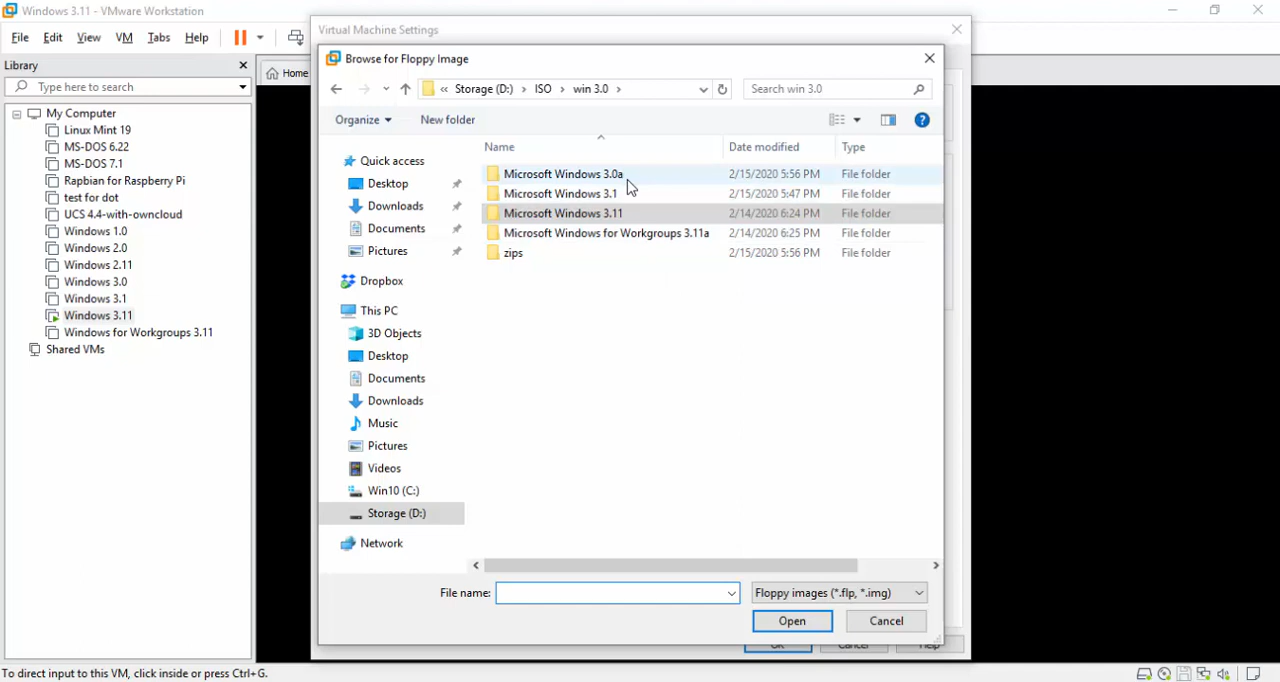 Windows 3.11 - VMware Workstation
File Edit View VM Tabs Help
Library
Type here to search
My Computer
Linux Mint 19
MS-DOS 6.22
MS-DOS 7.1
Rapbian for Raspberry Pi
test for dot
UCS 4.4-with-owncloud
Windows 1.0
Windows 2.0
Windows 2.11
Windows 3.0
Windows 3.1
Windows 3.11
Windows for Workgroups 3.11
Shared VMs
Home
Virtual Machine Settings
Browse for Floppy Image
« Storage (D:) › ISO › win 3.0 ›
Search win 3.0
Organize
New folder
Quick access
Desktop
Downloads
Documents
Pictures
Dropbox
This PC
3D Objects
Desktop
Documents
Downloads
Music
Pictures
Videos
Win10 (C:)
Storage (D:)
Network
Name Date modified Type
Microsoft Windows 3.0a 2/15/2020 5:56 PM File folder
Microsoft Windows 3.1 2/15/2020 5:47 PM File folder
Microsoft Windows 3.11 2/14/2020 6:24 PM File folder
Microsoft Windows for Workgroups 3.11a 2/14/2020 6:25 PM File folder
zips 2/15/2020 5:56 PM File folder
File name:
Floppy images (*.flp, *.img)
Open Cancel
OK Cancel Help
To direct input to this VM, click inside or press Ctrl+G.